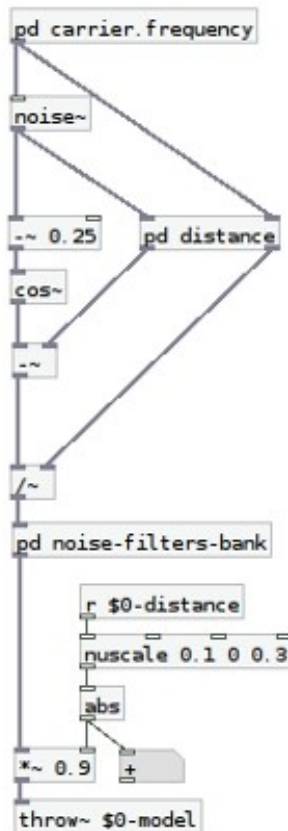 pd carrier.frequency
noise~
-~ 0.25
pd distance
cos~
-~
/~
pd noise-filters-bank
r $0-distance
nuscale 0.1 0 0.3
abs
*~ 0.9
+
throw~ $0-model